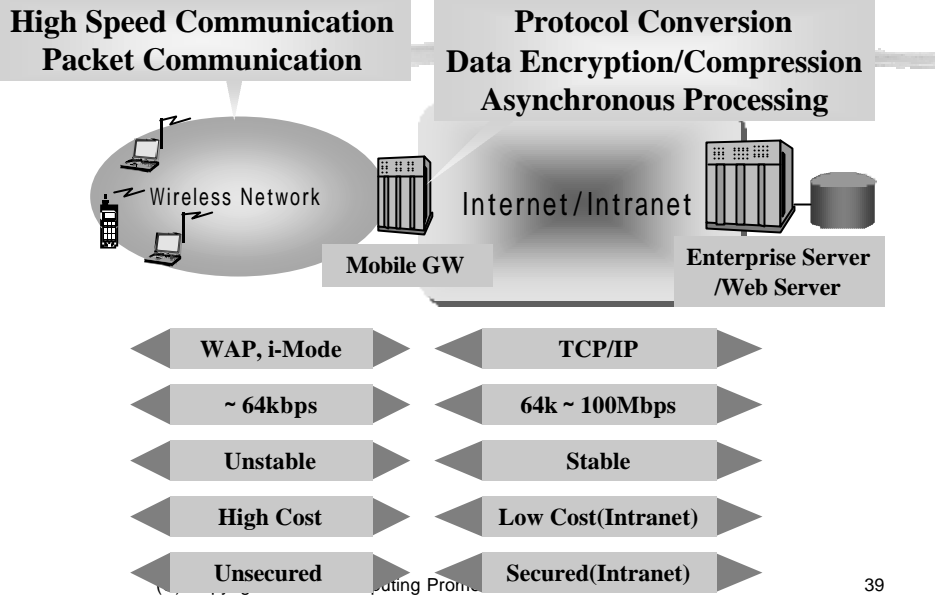 High Speed Communication
Packet Communication
Protocol Conversion
Data Encryption/Compression
Asynchronous Processing
Wireless Network
Internet/Intranet
Mobile GW
Enterprise Server
/Web Server
WAP, i-Mode
TCP/IP
~ 64kbps
64k ~ 100Mbps
Unstable
Stable
High Cost
Low Cost(Intranet)
Unsecured
Secured(Intranet)
39